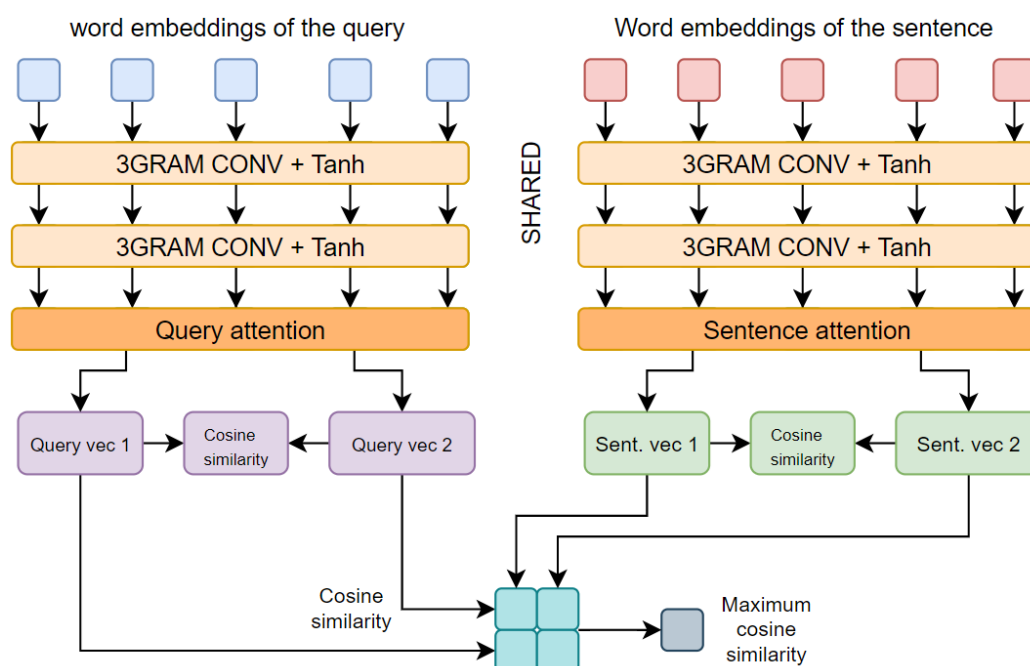 word embeddings of the query
Word embeddings of the sentence
3GRAM CONV + Tanh
3GRAM CONV + Tanh
SHARED
3GRAM CONV + Tanh
3GRAM CONV + Tanh
Query attention
Sentence attention
Query vec 1
Cosine
similarity
Query vec 2
Sent. vec 1
Cosine
similarity
Sent. vec 2
Cosine
similarity
Maximum
cosine
similarity